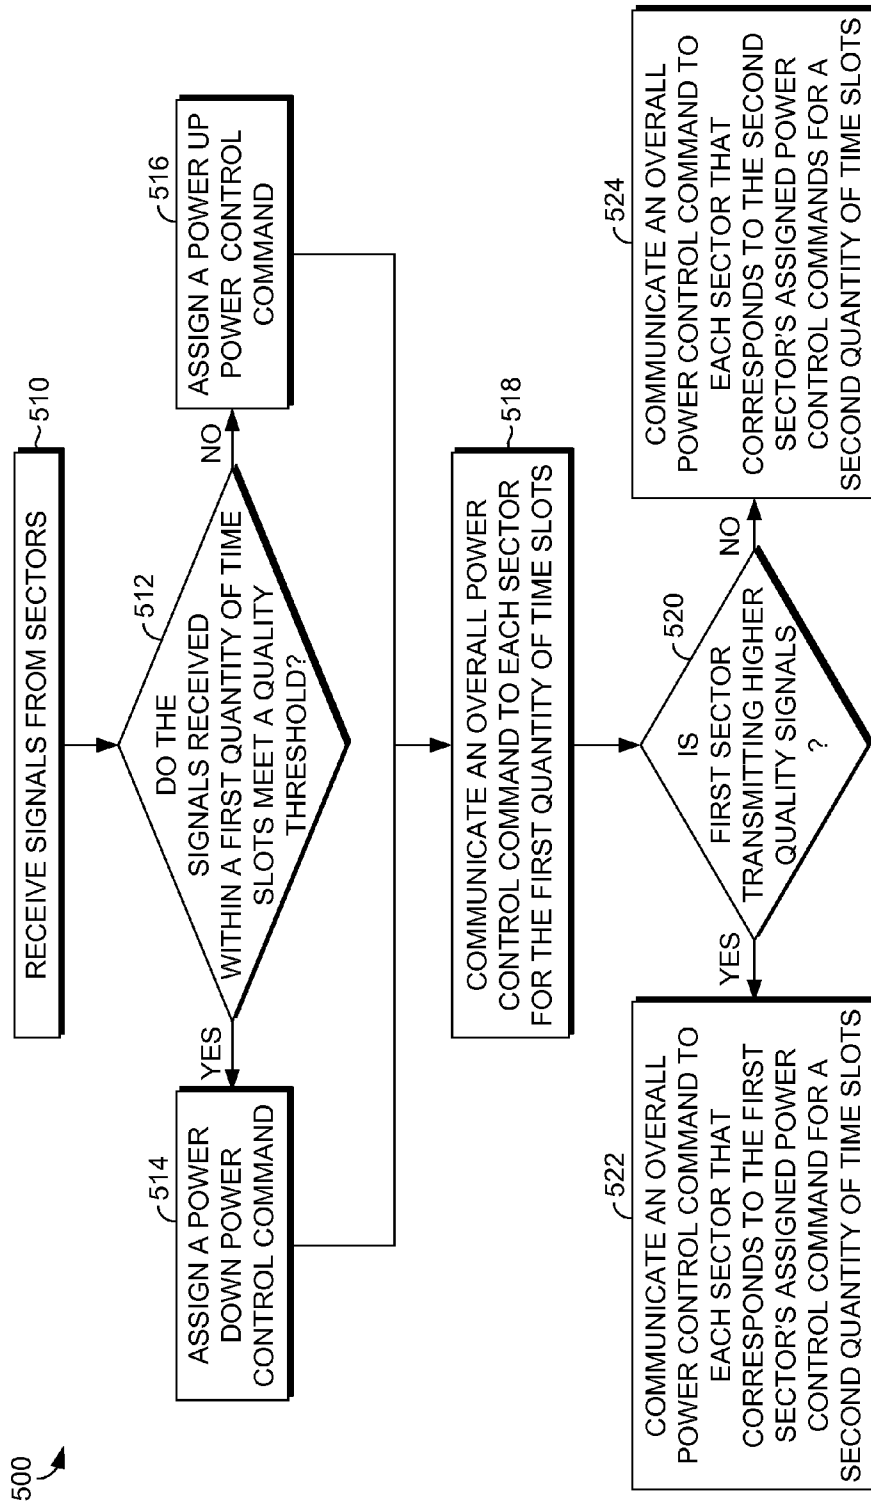 500
510
RECEIVE SIGNALS FROM SECTORS
512
DO THE
SIGNALS RECEIVED
WITHIN A FIRST QUANTITY OF TIME
SLOTS MEET A QUALITY
THRESHOLD?
YES
NO
514
ASSIGN A POWER
DOWN POWER
CONTROL COMMAND
516
ASSIGN A POWER UP
POWER CONTROL
COMMAND
518
COMMUNICATE AN OVERALL POWER
CONTROL COMMAND TO EACH SECTOR
FOR THE FIRST QUANTITY OF TIME SLOTS
520
IS
FIRST SECTOR
TRANSMITTING HIGHER
QUALITY SIGNALS
?
YES
NO
522
COMMUNICATE AN OVERALL
POWER CONTROL COMMAND TO
EACH SECTOR THAT
CORRESPONDS TO THE FIRST
SECTOR'S ASSIGNED POWER
CONTROL COMMAND FOR A
SECOND QUANTITY OF TIME SLOTS
524
COMMUNICATE AN OVERALL
POWER CONTROL COMMAND TO
EACH SECTOR THAT
CORRESPONDS TO THE SECOND
SECTOR'S ASSIGNED POWER
CONTROL COMMANDS FOR A
SECOND QUANTITY OF TIME SLOTS